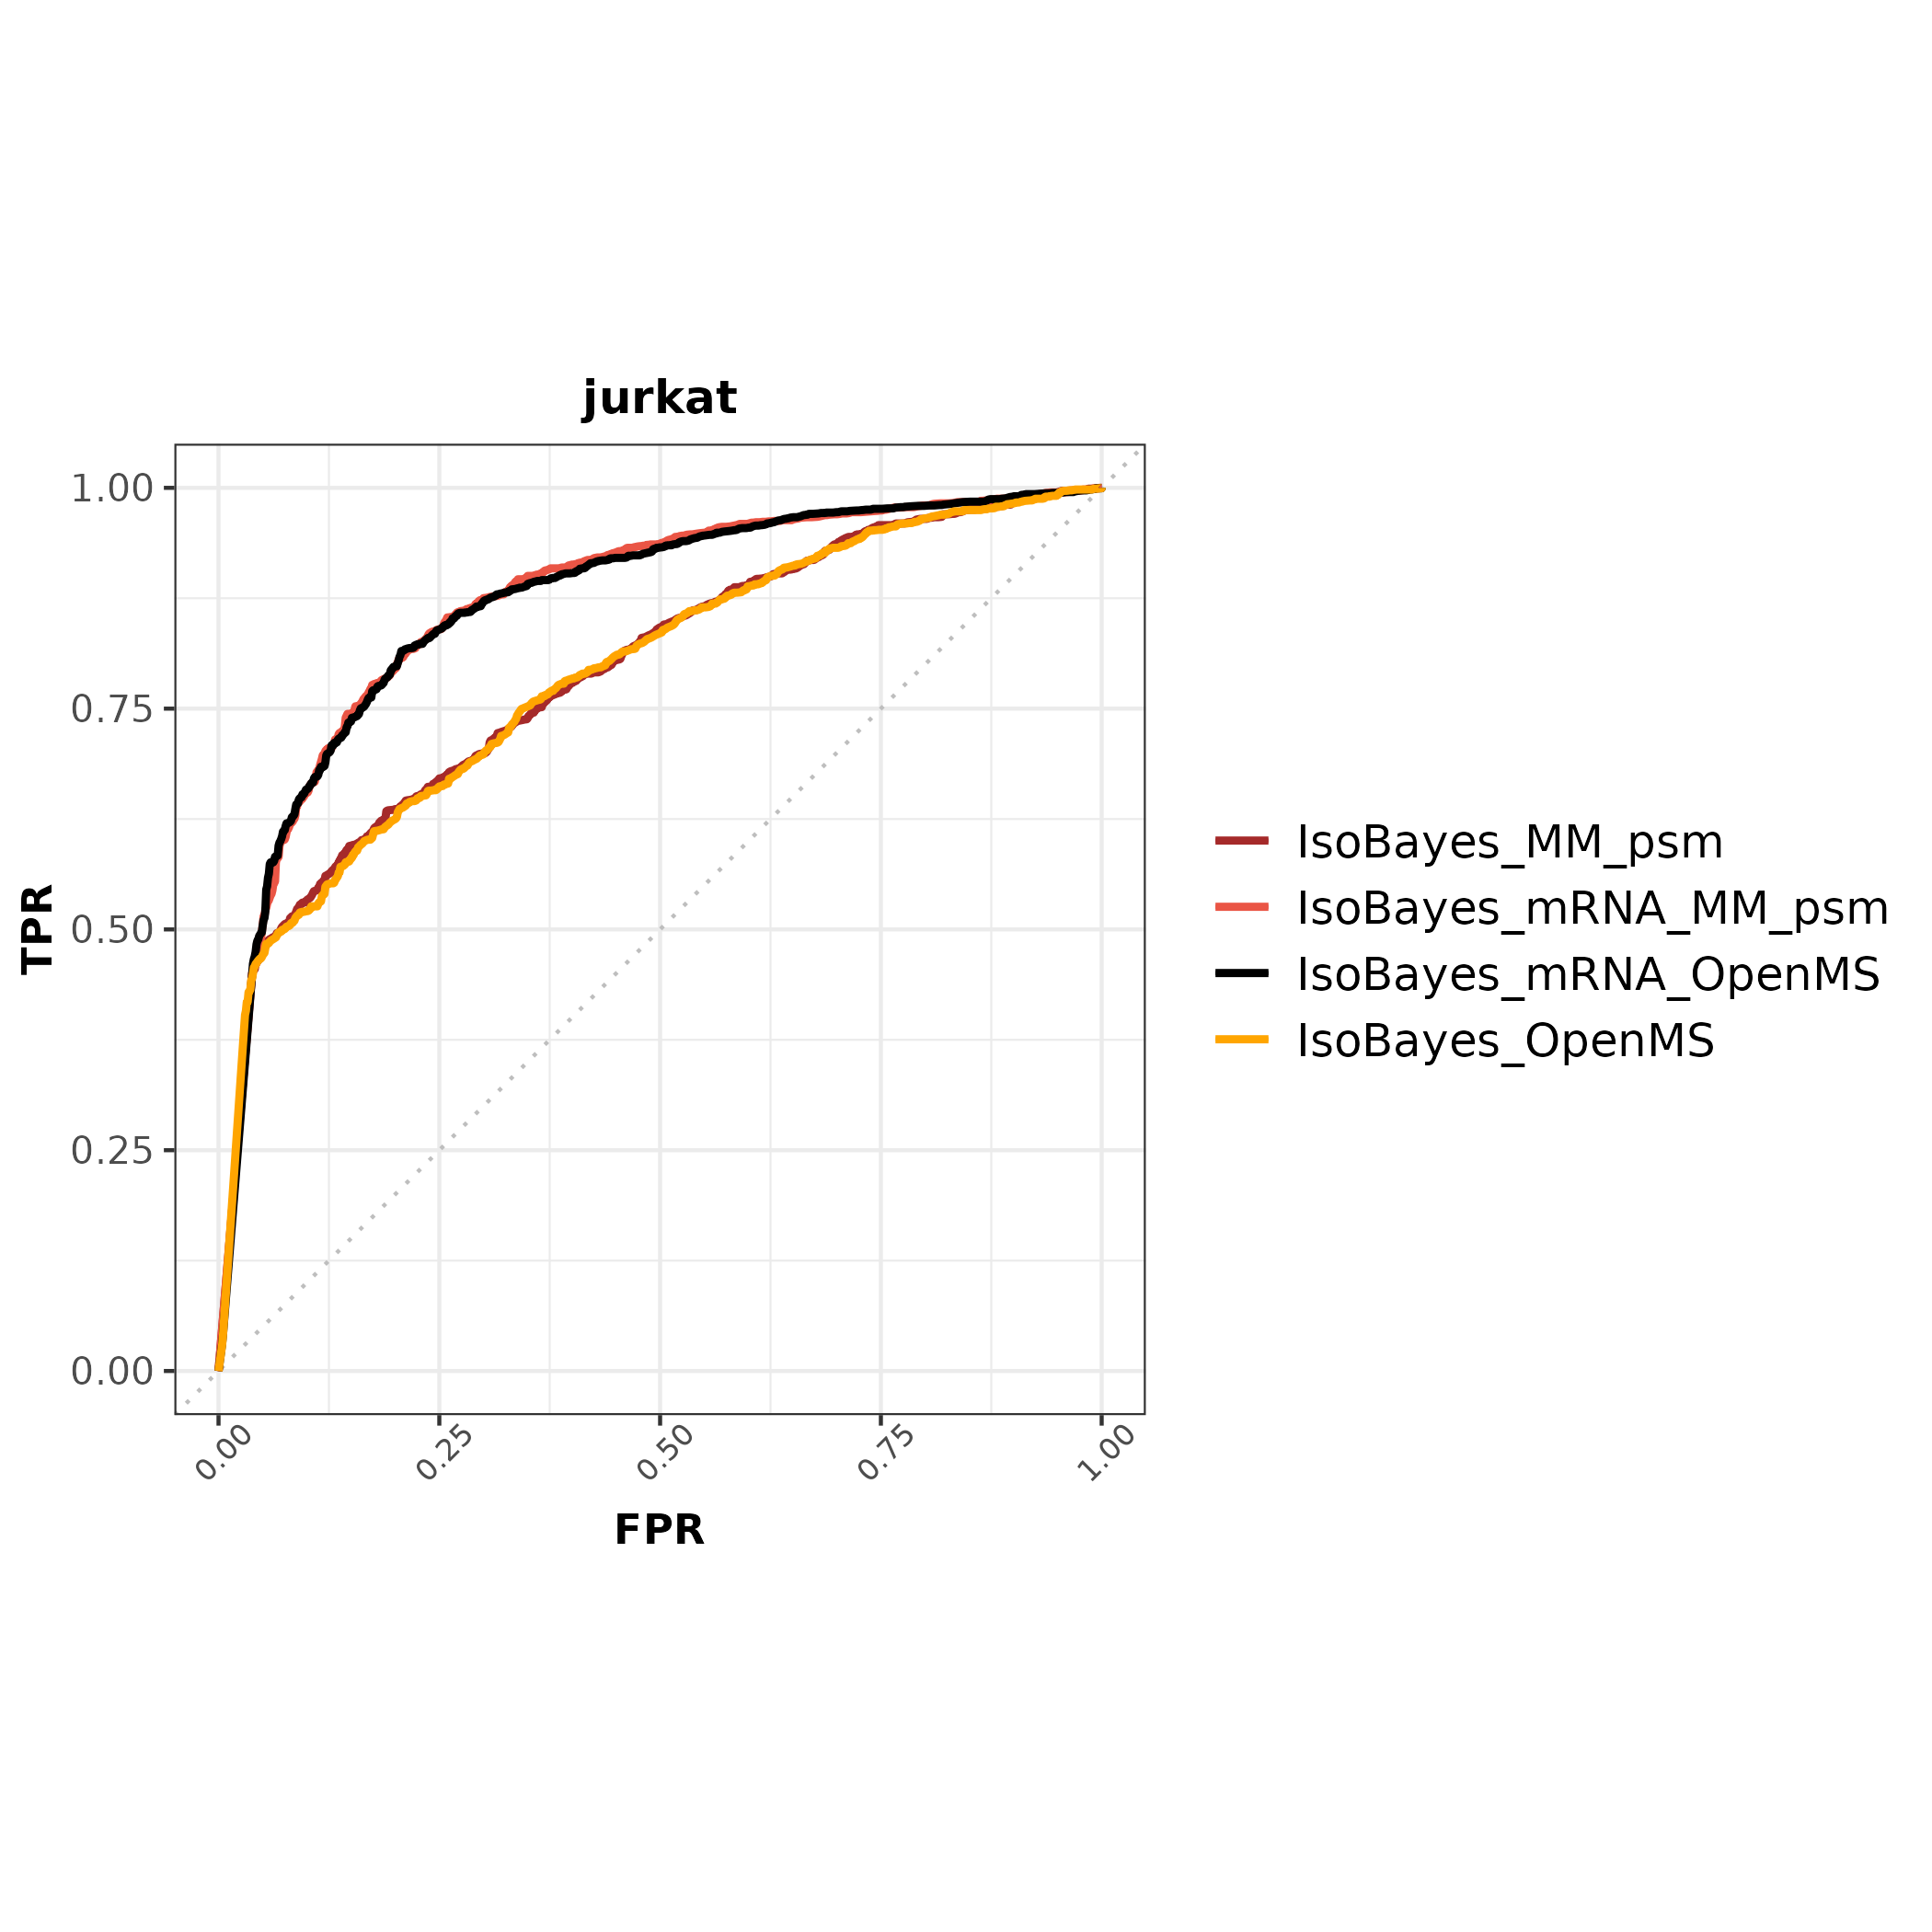 jurkat
1.00
0.75
0.50
0.25
0.00
TPR
0.00
0.25
0.50
0.75
1.00
FPR
IsoBayes_MM_psm
IsoBayes_mRNA_MM_psm
IsoBayes_mRNA_OpenMS
IsoBayes_OpenMS